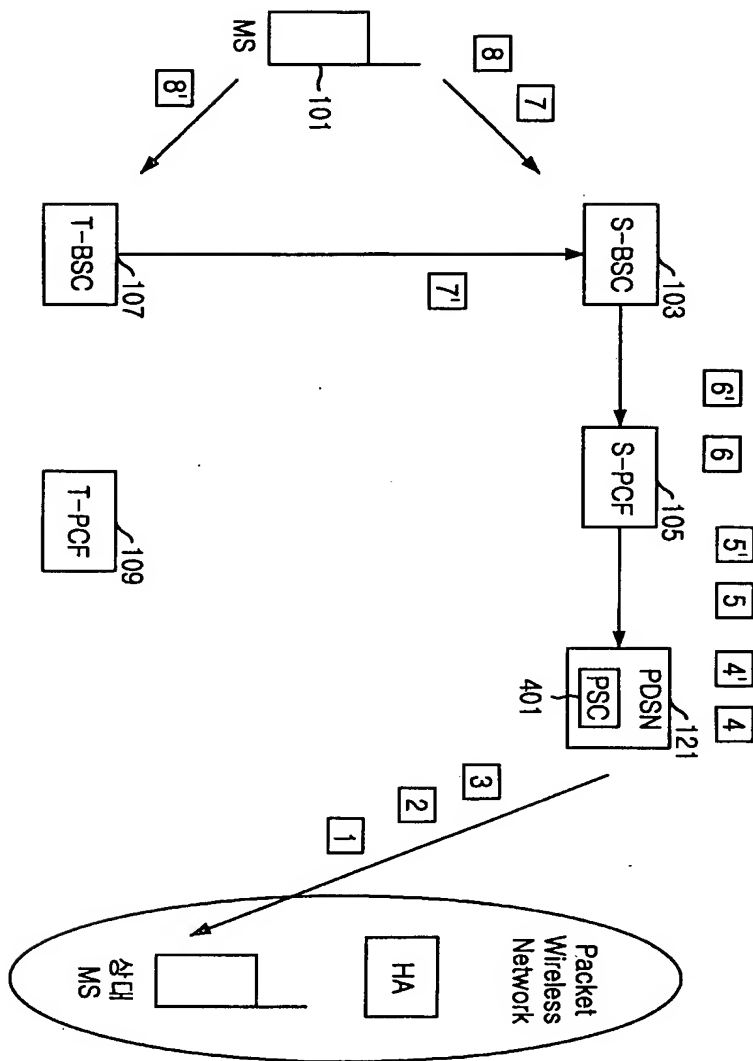 6'
6
5'
5
4'
4
103
S-BSC
105
S-PCF
121
PDSN
PSC
401
Packet
Wireless
Network
7
8
3
2
1
7'
HA
101
MS
8'
상대
MS
107
T-BSC
109
T-PCF